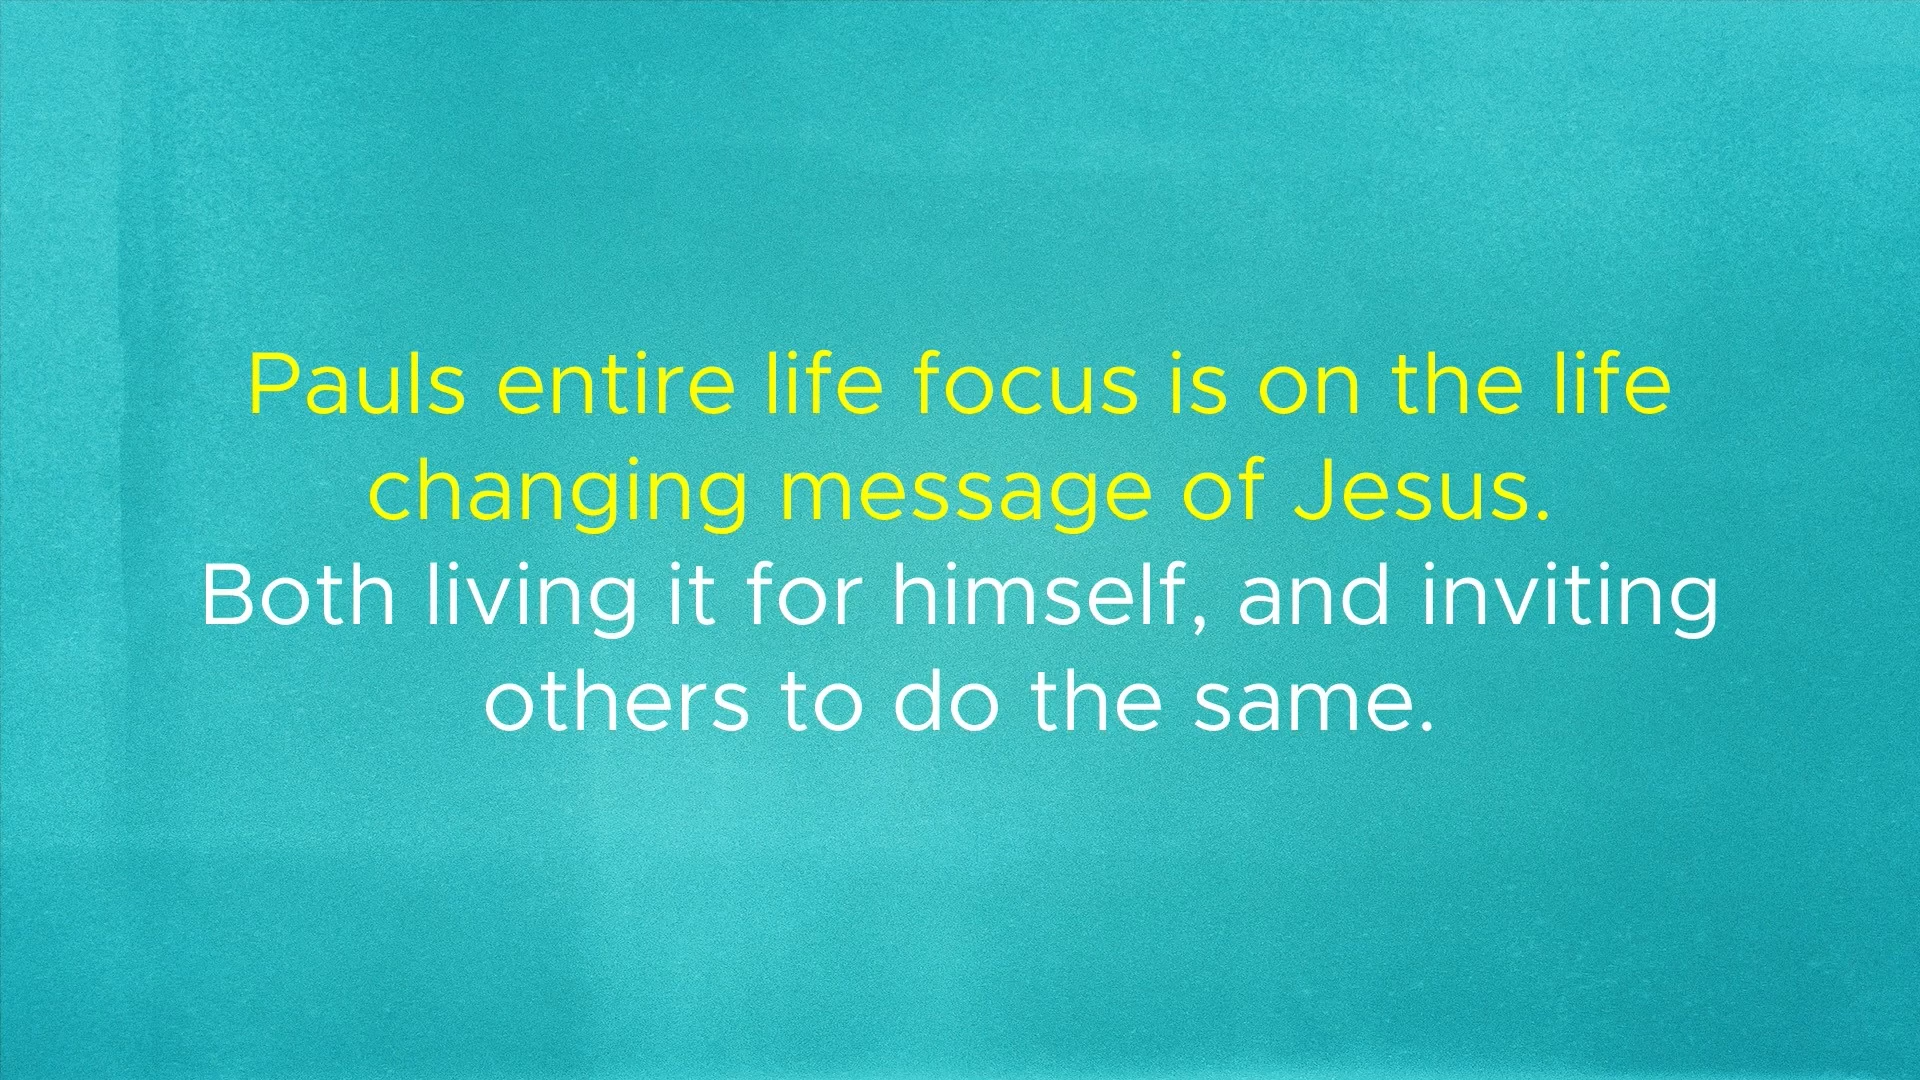 Pauls entire life focus is on the life
changing message of Jesus.
Both living it for himself, and inviting
others to do the same.